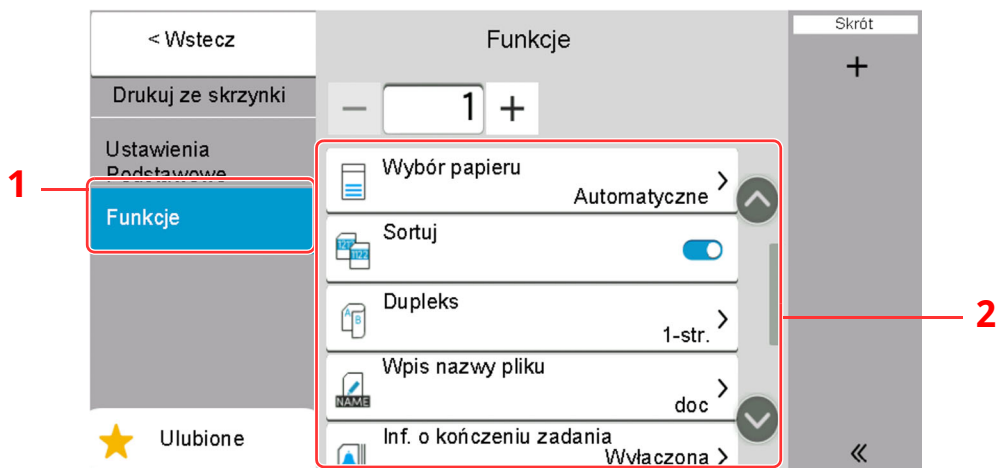 < Wstecz
Funkcje
Skrót
+
Drukuj ze skrzynki
− 1 +
Ustawienia
Podstawowe
1
Funkcje
Wybór papieru
Automatyczne >
Sortuj
Dupleks
1-str. >
2
Wpis nazwy pliku
NAME
doc >
Inf. o kończeniu zadania
Wyłaczona >
Ulubione
«